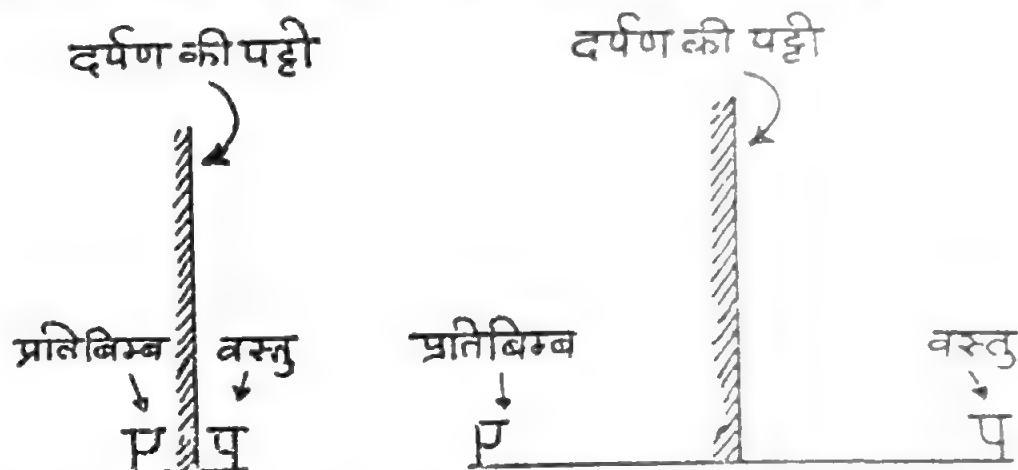 दर्पण की पट्टी
दर्पण की पट्टी
प्रतिबिम्ब
वस्तु
प्रतिबिम्ब
वस्तु
प
प